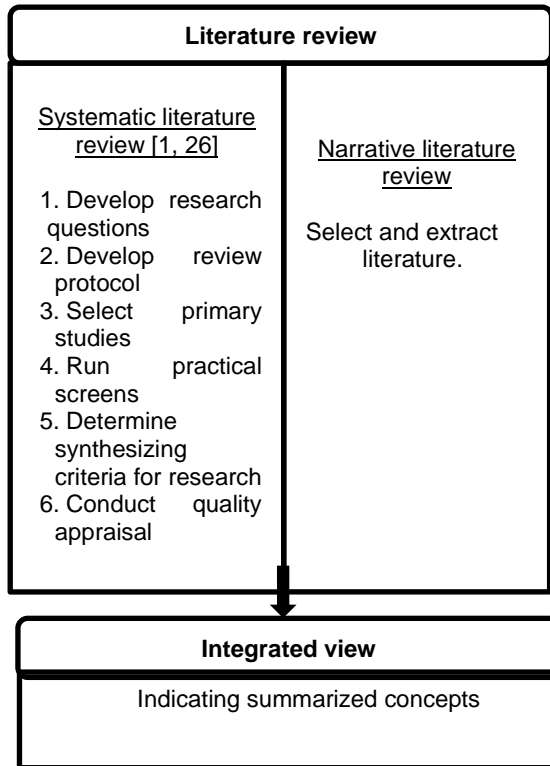 Literature review
Systematic literature
review [1, 26]
1. Develop research
questions
2. Develop review
protocol
3. Select primary
studies
4. Run practical
screens
5. Determine
synthesizing
criteria for research
6. Conduct quality
appraisal
Narrative literature
review
Select and extract
literature.
Integrated view
Indicating summarized concepts